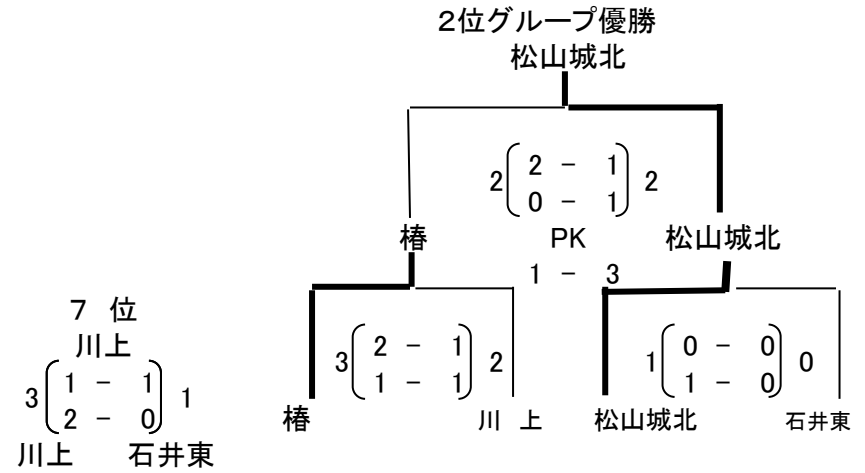 ２位グループ優勝
松山城北
2 2 － 1 2
0 － 1
椿 PK 松山城北
1 － 3
７　位
川上
3 1 － 1 1
2 － 0
川上 石井東
3 2 － 1 2
1 － 1
1 0 － 0 0
1 － 0
椿 川　上 松山城北 石井東